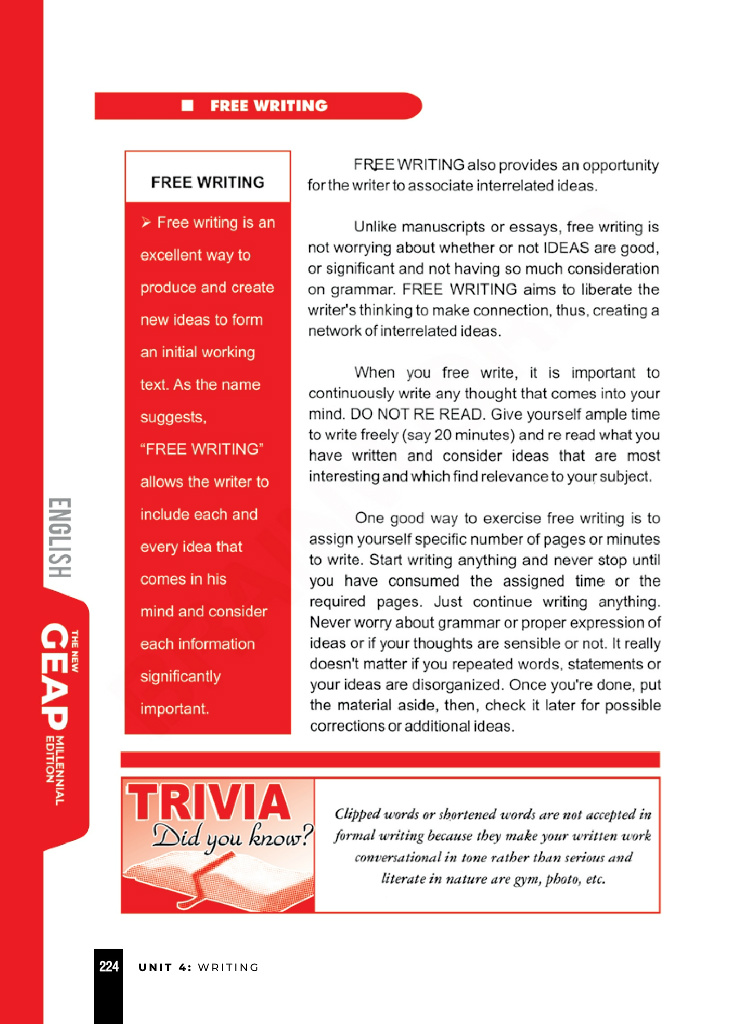 ■ FREE WRITING
FREE WRITING
➢ Free writing is an
excellent way to
produce and create
new ideas to form
an initial working
text. As the name
suggests,
“FREE WRITING”
allows the writer to
include each and
every idea that
comes in his
mind and consider
each information
significantly
important.
FREE WRITING also provides an opportunity
for the writer to associate interrelated ideas.
Unlike manuscripts or essays, free writing is
not worrying about whether or not IDEAS are good,
or significant and not having so much consideration
on grammar. FREE WRITING aims to liberate the
writer's thinking to make connection, thus, creating a
network of interrelated ideas.
When you free write, it is important to
continuously write any thought that comes into your
mind. DO NOT RE READ. Give yourself ample time
to write freely (say 20 minutes) and re read what you
have written and consider ideas that are most
interesting and which find relevance to your subject.
One good way to exercise free writing is to
assign yourself specific number of pages or minutes
to write. Start writing anything and never stop until
you have consumed the assigned time or the
required pages. Just continue writing anything.
Never worry about grammar or proper expression of
ideas or if your thoughts are sensible or not. It really
doesn't matter if you repeated words, statements or
your ideas are disorganized. Once you're done, put
the material aside, then, check it later for possible
corrections or additional ideas.
ENGLISH
THE NEW
GEAP
MILLENNIAL
EDITION
TRIVIA
Did you know?
Clipped words or shortened words are not accepted in
formal writing because they make your written work
conversational in tone rather than serious and
literate in nature are gym, photo, etc.
224 UNIT 4: WRITING